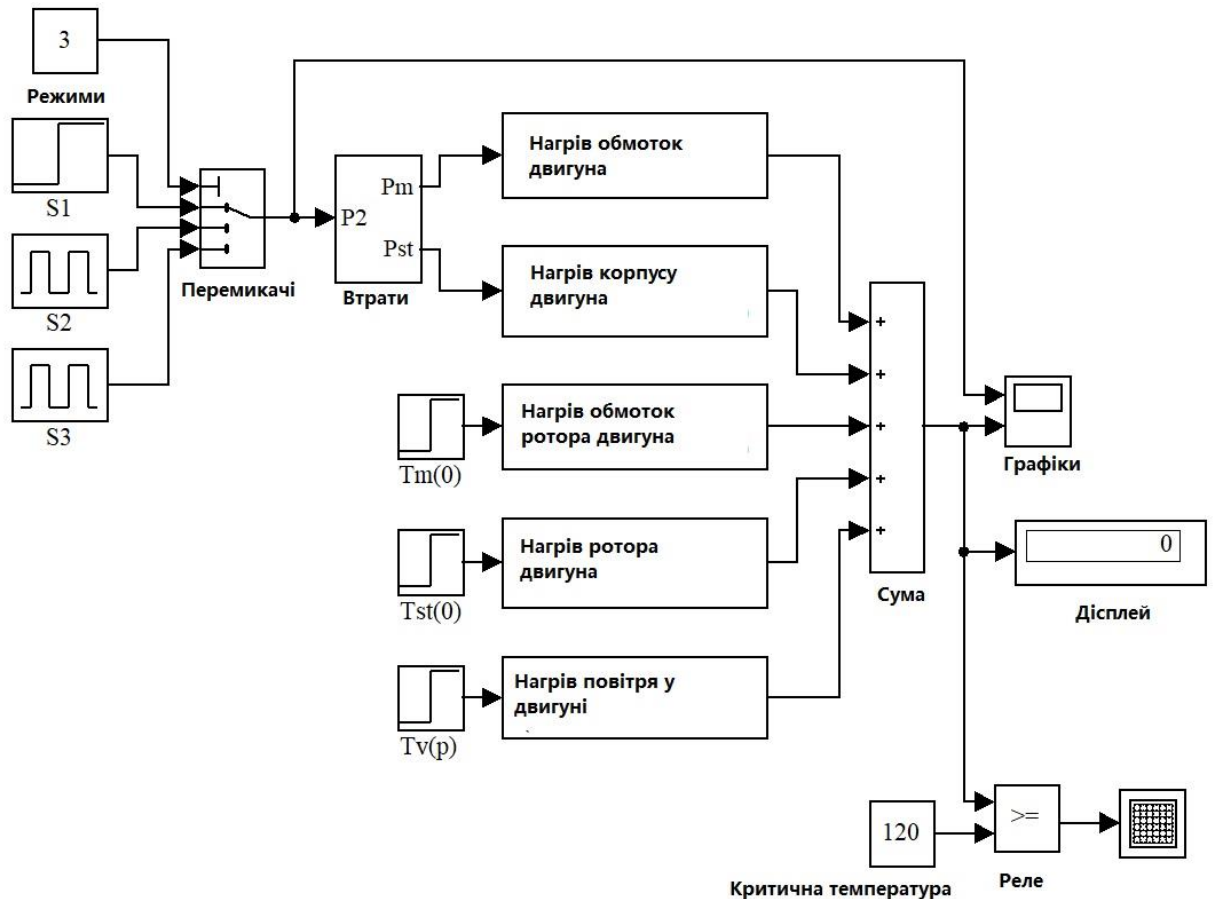 3
Режими
S1
S2
S3
Перемикачі
P2
Pm
Pst
Втрати
Нагрів обмоток
двигуна
Нагрів корпусу
двигуна
Tm(0)
Нагрів обмоток
ротора двигуна
Tst(0)
Нагрів ротора
двигуна
Tv(p)
Нагрів повітря у
двигуні
+
+
+
+
+
Сума
Графіки
0
Дісплей
120
Критична температура
>=
Реле